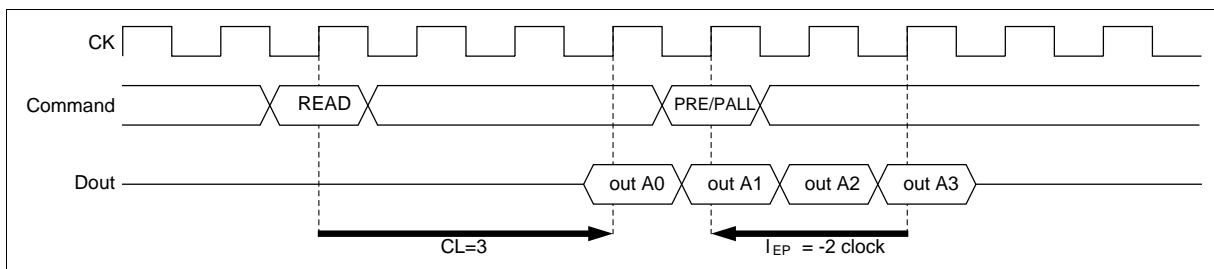 CK
Command READ PRE/PALL
Dout out A0 out A1 out A2 out A3
CL=3 lEP = -2 clock